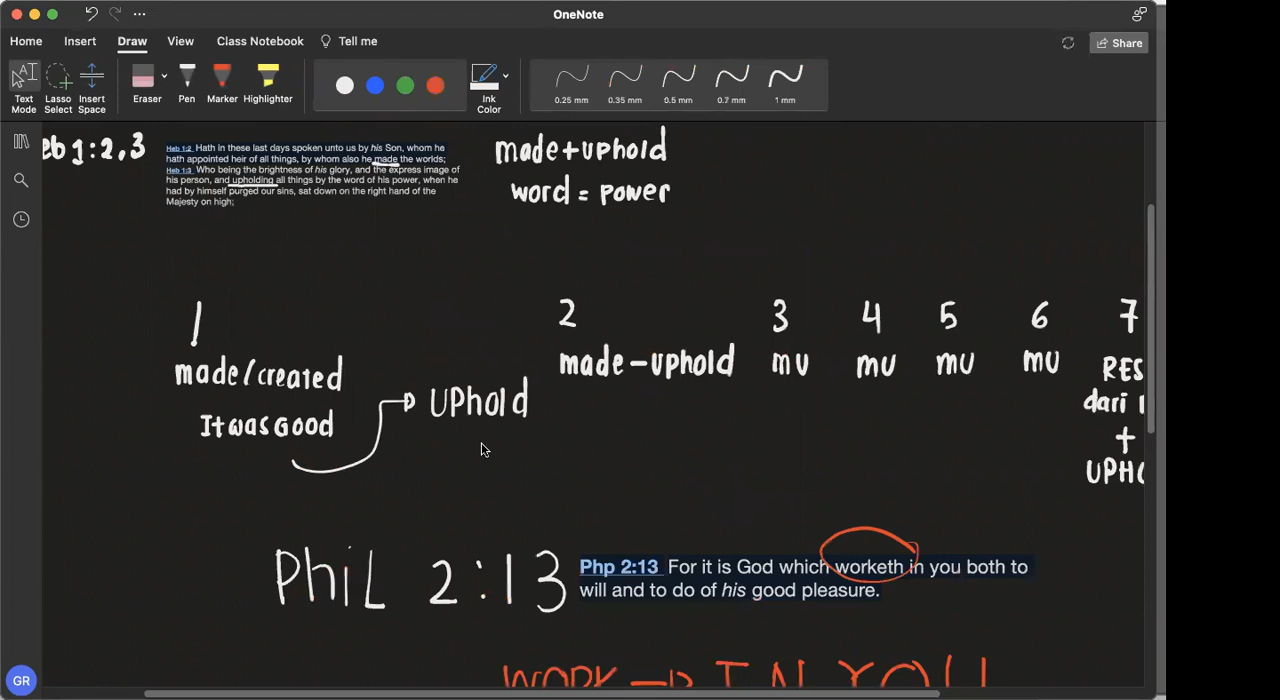 OneNote
Home Insert Draw View Class Notebook Tell me
Share
Text Mode
Lasso Select
Insert Space
Eraser
Pen
Marker
Highlighter
Ink Color
0.25 mm 0.35 mm 0.5 mm 0.7 mm 1 mm
eb 1:2,3
Heb 1:2 Hath in these last days spoken unto us by his Son, whom he
hath appointed heir of all things, by whom also he made the worlds;
Heb 1:3 Who being the brightness of his glory, and the express image of
his person, and upholding all things by the word of his power, when he
had by himself purged our sins, sat down on the right hand of the
Majesty on high;
made+uphold
word = power
1 2 3 4 5 6 7
made/created
It was Good
UPhold
made-uphold mu mu mu mu
RES
dari
+
UPHO
Phil 2:13
Php 2:13 For it is God which worketh in you both to
will and to do of his good pleasure.
WORK → IN YOU
GR